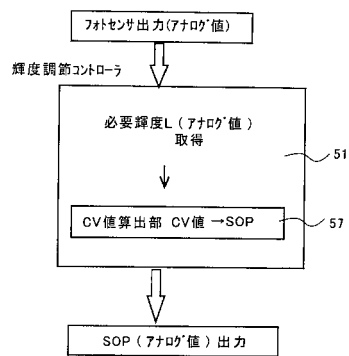 フォトセンサ出力(アナログ値)
輝度調節コントローラ
必要輝度L(アナログ値)
取得
51
CV値算出部 CV値→SOP
57
SOP(アナログ値)出力